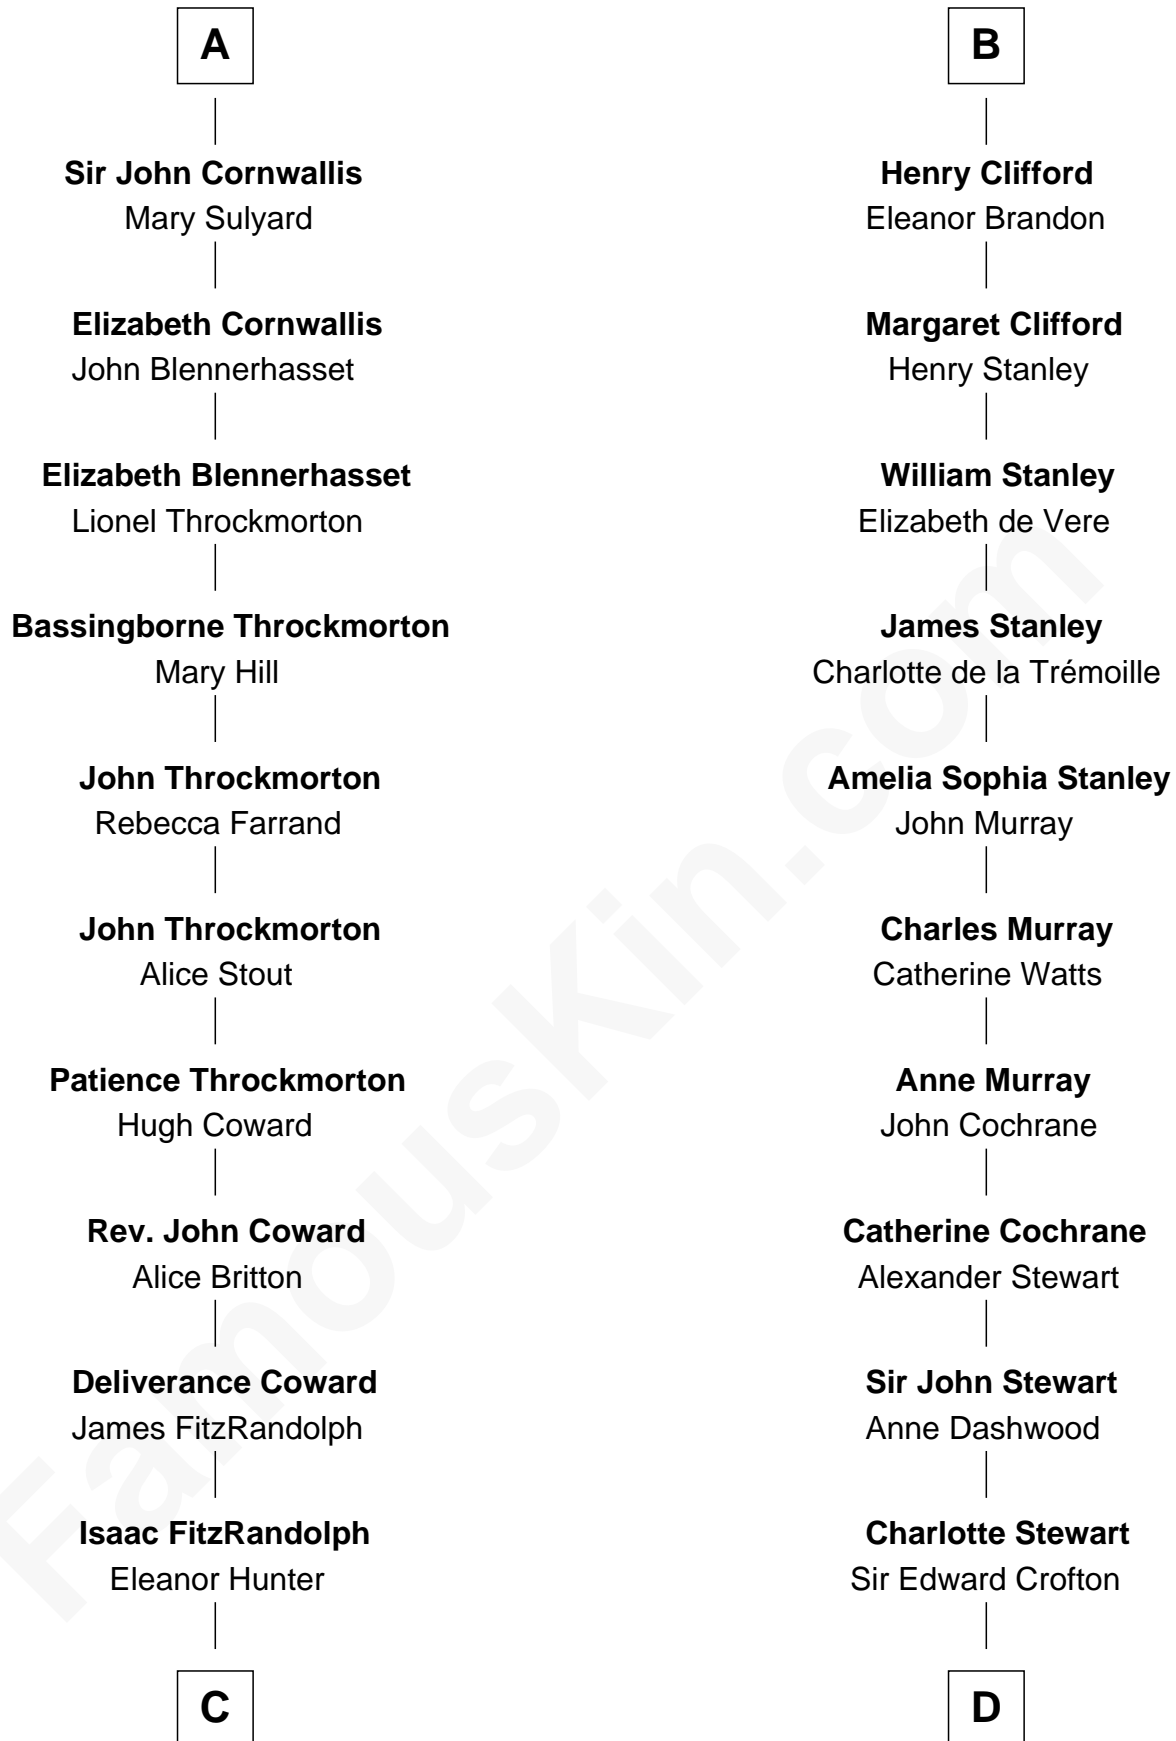 A
Sir John Cornwallis
Mary Sulyard
Elizabeth Cornwallis
John Blennerhasset
Elizabeth Blennerhasset
Lionel Throckmorton
Bassingborne Throckmorton
Mary Hill
John Throckmorton
Rebecca Farrand
John Throckmorton
Alice Stout
Patience Throckmorton
Hugh Coward
Rev. John Coward
Alice Britton
Deliverance Coward
James FitzRandolph
Isaac FitzRandolph
Eleanor Hunter
C
B
Henry Clifford
Eleanor Brandon
Margaret Clifford
Henry Stanley
William Stanley
Elizabeth de Vere
James Stanley
Charlotte de la Trémoille
Amelia Sophia Stanley
John Murray
Charles Murray
Catherine Watts
Anne Murray
John Cochrane
Catherine Cochrane
Alexander Stewart
Sir John Stewart
Anne Dashwood
Charlotte Stewart
Sir Edward Crofton
D
FamousKin.com